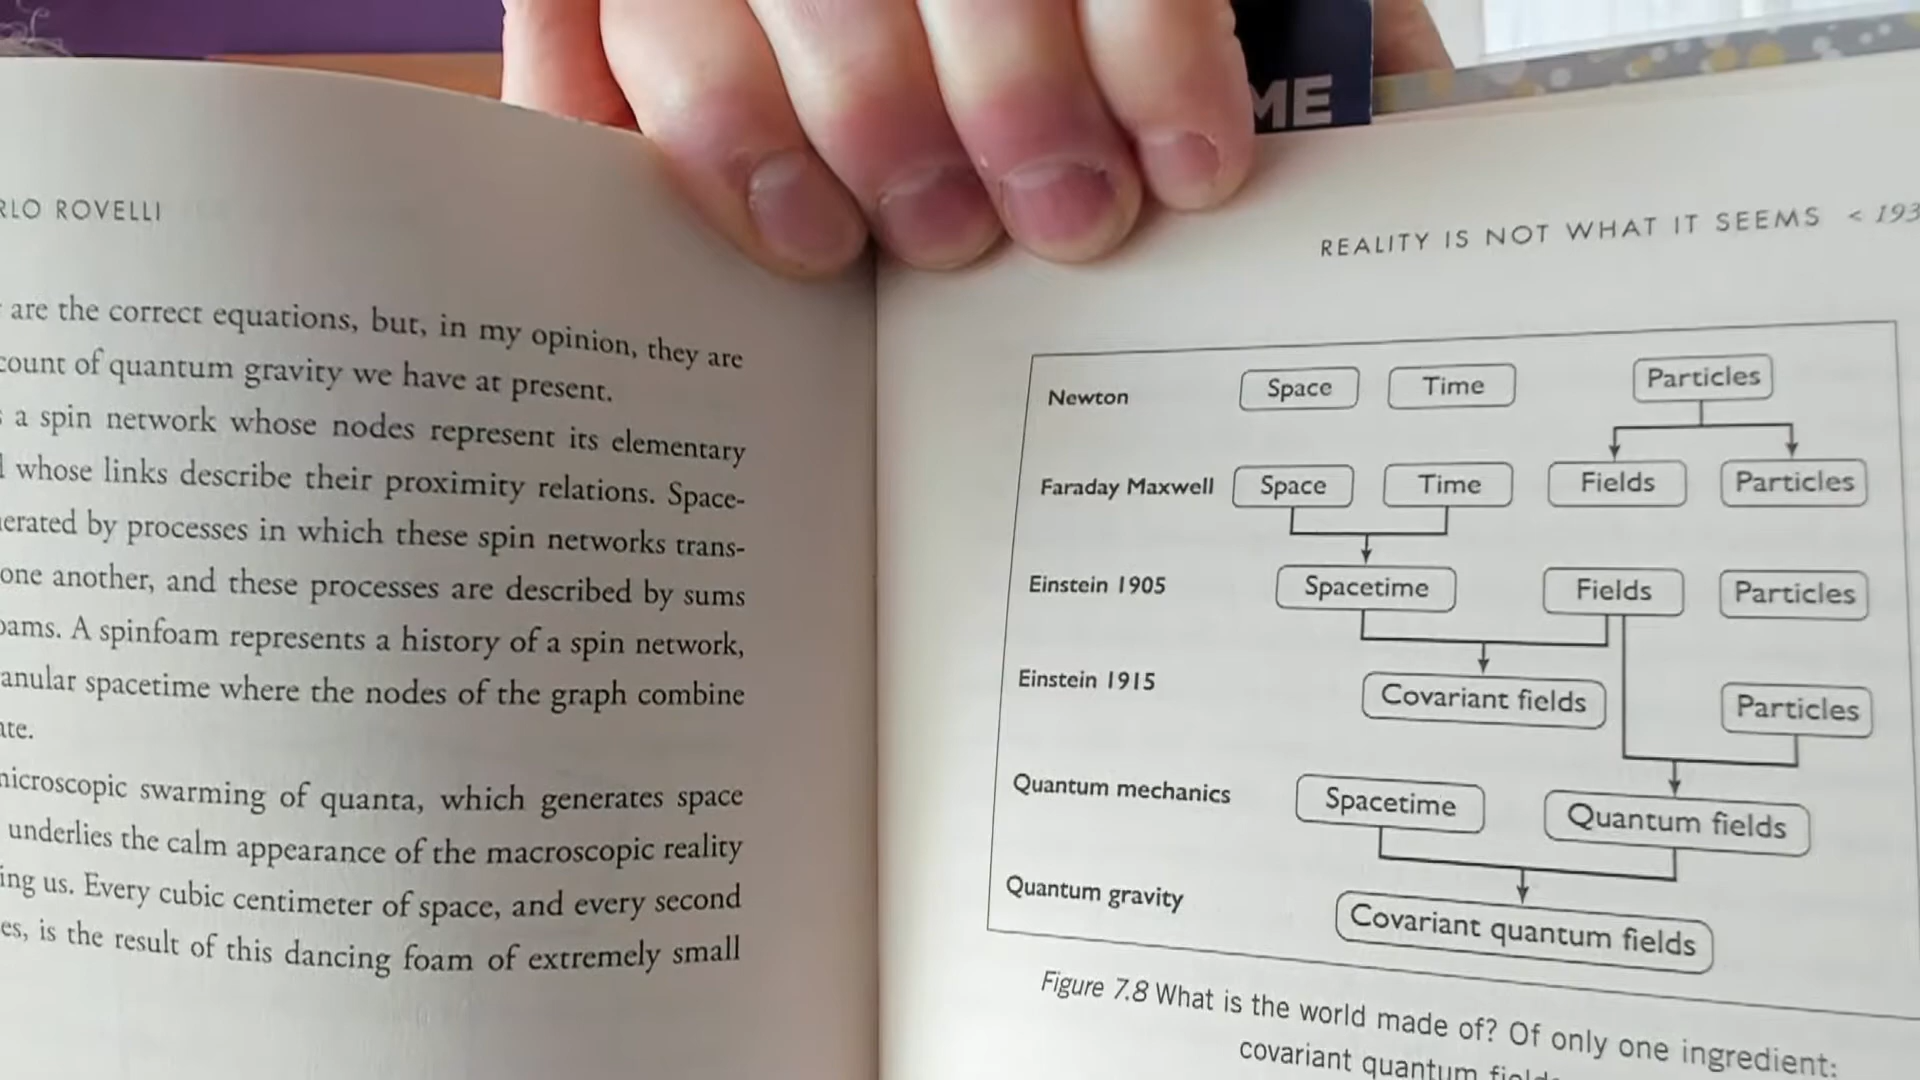 RLO ROVELLI
are the correct equations, but, in my opinion, they are
count of quantum gravity we have at present.
a spin network whose nodes represent its elementary
whose links describe their proximity relations. Space-
nerated by processes in which these spin networks trans-
one another, and these processes are described by sums
oams. A spinfoam represents a history of a spin network,
anular spacetime where the nodes of the graph combine
ate.
microscopic swarming of quanta, which generates space
underlies the calm appearance of the macroscopic reality
ing us. Every cubic centimeter of space, and every second
es, is the result of this dancing foam of extremely small
ME
REALITY IS NOT WHAT IT SEEMS < 193
Newton Space Time Particles
Faraday Maxwell Space Time Fields Particles
Einstein 1905 Spacetime Fields Particles
Einstein 1915 Covariant fields Particles
Quantum mechanics Spacetime Quantum fields
Quantum gravity Covariant quantum fields
Figure 7.8 What is the world made of? Of only one ingredient:
covariant quantum